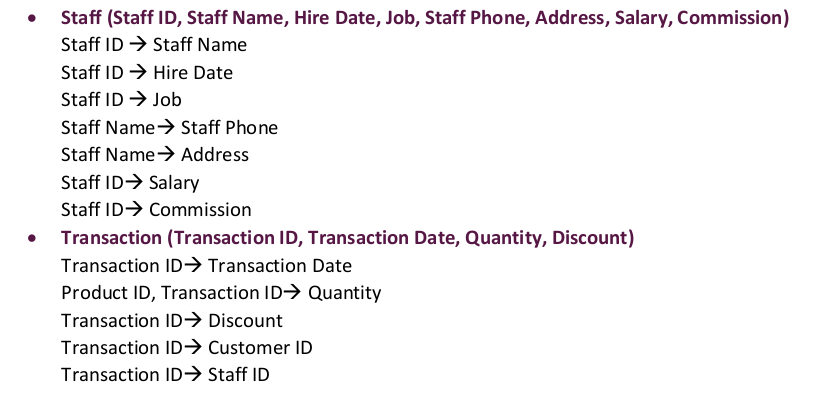 • Staff (Staff ID, Staff Name, Hire Date, Job, Staff Phone, Address, Salary, Commission)
Staff ID → Staff Name
Staff ID → Hire Date
Staff ID → Job
Staff Name→ Staff Phone
Staff Name→ Address
Staff ID→ Salary
Staff ID→ Commission
• Transaction (Transaction ID, Transaction Date, Quantity, Discount)
Transaction ID→ Transaction Date
Product ID, Transaction ID→ Quantity
Transaction ID→ Discount
Transaction ID→ Customer ID
Transaction ID→ Staff ID